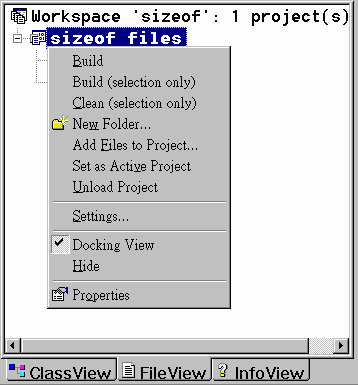 Workspace 'sizeof': 1 project(s)
sizeof files
Build
Build (selection only)
Clean (selection only)
New Folder...
Add Files to Project...
Set as Active Project
Unload Project
Settings...
Docking View
Hide
Properties
ClassView FileView InfoView